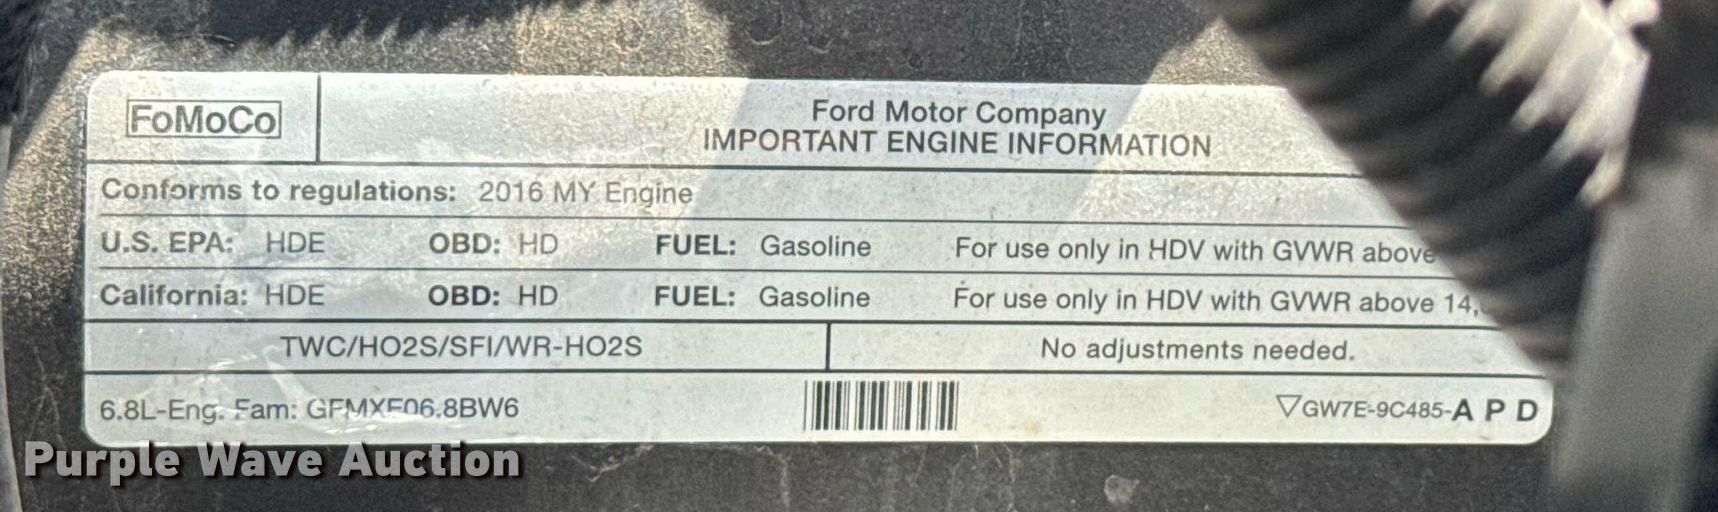 FoMoCo
Ford Motor Company
IMPORTANT ENGINE INFORMATION
Conforms to regulations: 2016 MY Engine
U.S. EPA: HDE OBD: HD FUEL: Gasoline For use only in HDV with GVWR above
California: HDE OBD: HD FUEL: Gasoline For use only in HDV with GVWR above 14,
TWC/HO2S/SFI/WR-HO2S No adjustments needed.
6.8L-Eng. Fam: GFMXE06.8BW6 ▽GW7E-9C485-A P D
Purple Wave Auction